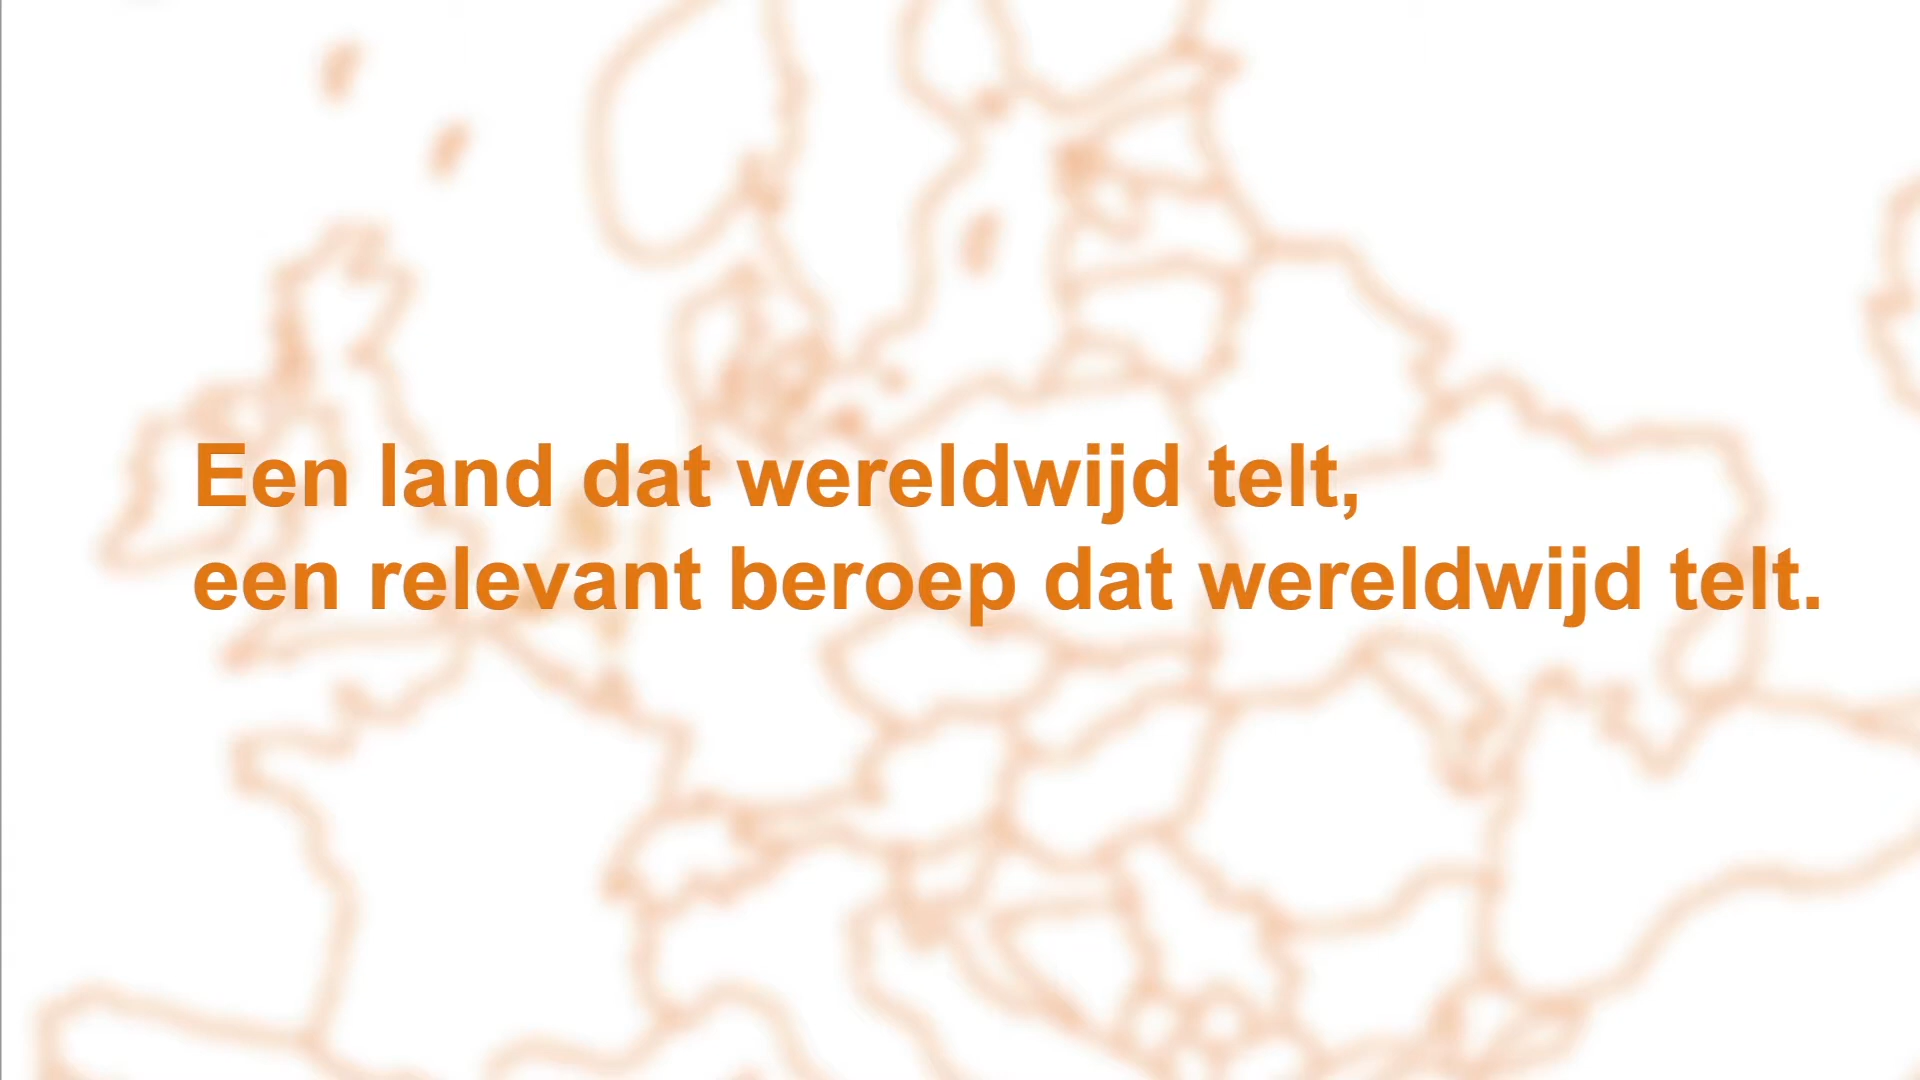 Een land dat wereldwijd telt,
een relevant beroep dat wereldwijd telt.